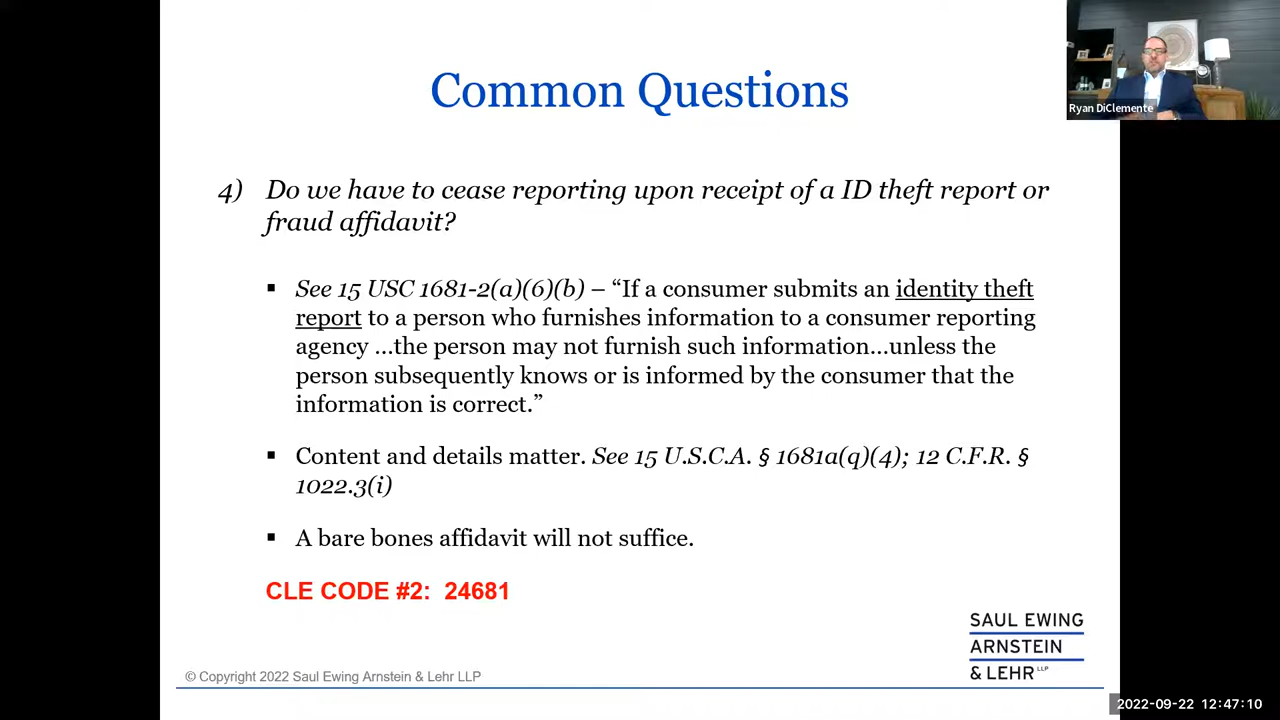 Common Questions
Ryan DiClemente
4) Do we have to cease reporting upon receipt of a ID theft report or
fraud affidavit?
▪ See 15 USC 1681-2(a)(6)(b) – “If a consumer submits an identity theft
report to a person who furnishes information to a consumer reporting
agency …the person may not furnish such information…unless the
person subsequently knows or is informed by the consumer that the
information is correct.”
▪ Content and details matter. See 15 U.S.C.A. § 1681a(q)(4); 12 C.F.R. §
1022.3(i)
▪ A bare bones affidavit will not suffice.
CLE CODE #2: 24681
SAUL EWING
ARNSTEIN
& LEHR LLP
© Copyright 2022 Saul Ewing Arnstein & Lehr LLP
2022-09-22 12:47:10